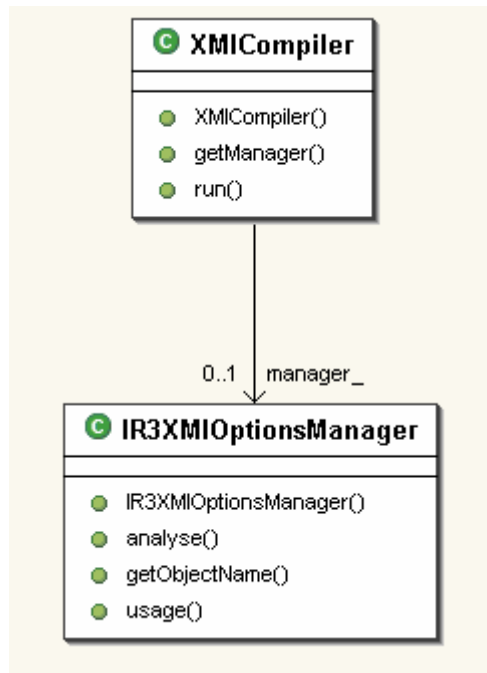 C XMICompiler
XMICompiler()
getManager()
run()
0..1 manager_
C IR3XMIOptionsManager
IR3XMIOptionsManager()
analyse()
getObjectName()
usage()